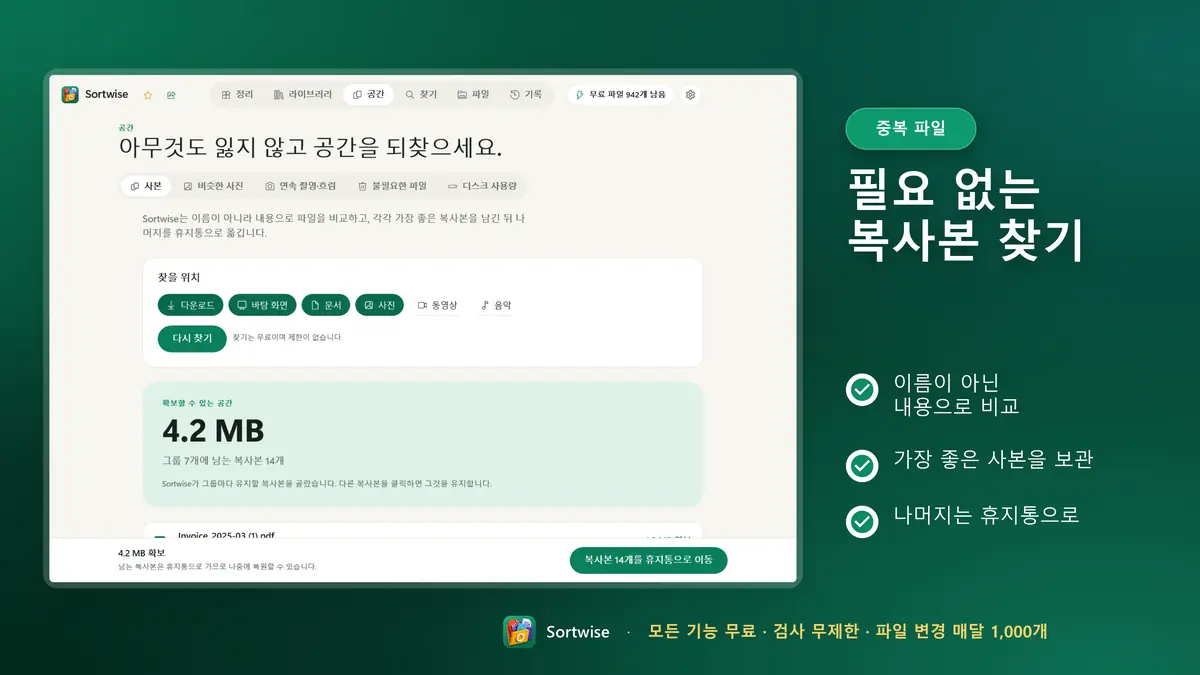 Sortwise
정리
라이브러리
공간
찾기
파일
기록
무료 파일 942개 남음
공간
아무것도 잃지 않고 공간을 되찾으세요.
사본
비슷한 사진
연속 촬영·흐림
불필요한 파일
디스크 사용량
Sortwise는 이름이 아니라 내용으로 파일을 비교하고, 각각 가장 좋은 복사본을 남긴 뒤 나
머지를 휴지통으로 옮깁니다.
찾을 위치
다운로드
바탕 화면
문서
사진
동영상
음악
다시 찾기
찾기는 무료이며 제한이 없습니다.
확보할 수 있는 공간
4.2 MB
그룹 7개에 남는 복사본 14개
Sortwise가 그룹마다 유지할 복사본을 골랐습니다. 다른 복사본을 클릭하면 그것을 유지합니다.
Invoice_2025-03 (1).pdf
4.2 MB 확보
남는 복사본은 휴지통으로 가므로 나중에 복원할 수 있습니다.
복사본 14개를 휴지통으로 이동
중복 파일
필요 없는
복사본 찾기
이름이 아닌
내용으로 비교
가장 좋은 사본을 보관
나머지는 휴지통으로
Sortwise · 모든 기능 무료 · 검사 무제한 · 파일 변경 매달 1,000개